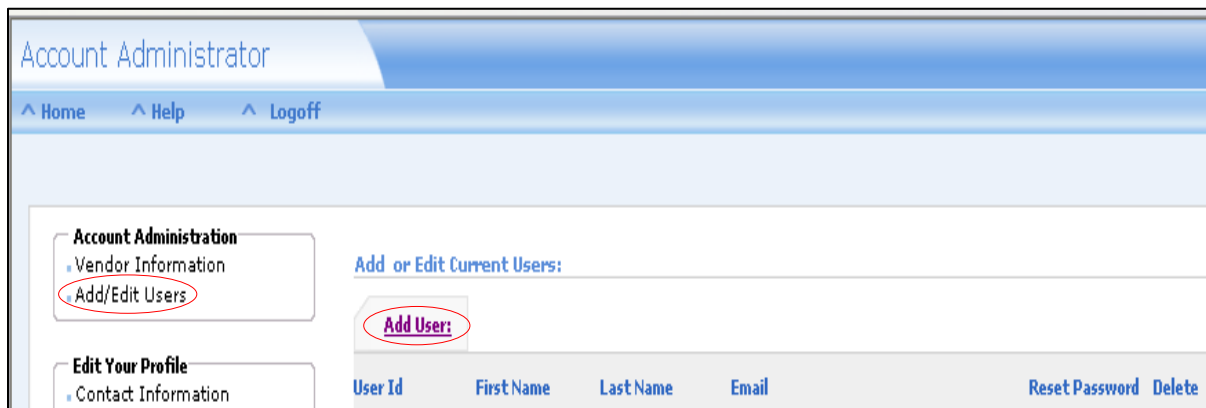 Account Administrator
^ Home ^ Help ^ Logoff
Account Administration
Vendor Information
Add/Edit Users
Edit Your Profile
Contact Information
Add or Edit Current Users:
Add User:
User Id First Name Last Name Email Reset Password Delete